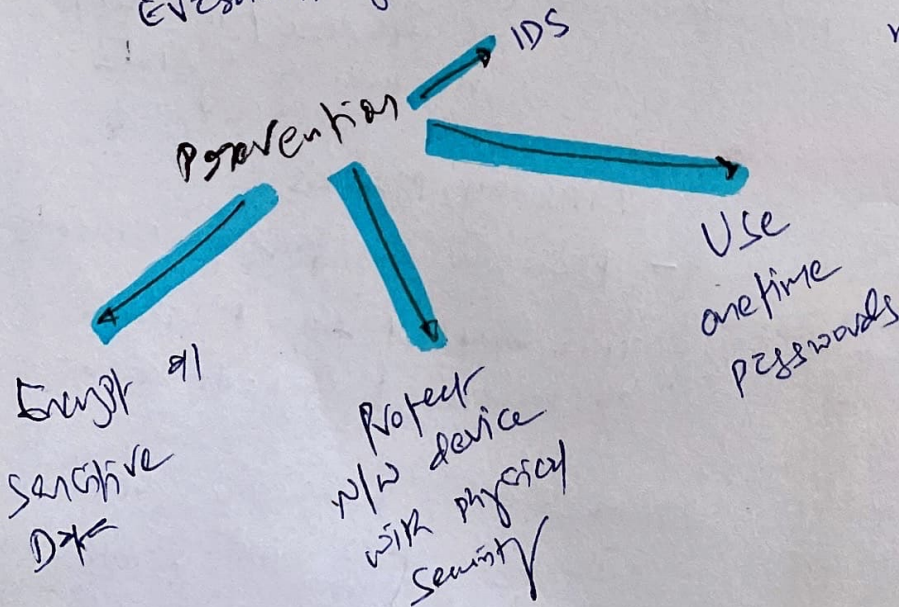 IDS
Prevention
Use
onetime
passwords
Encrypt all
Sensitive
Data
Protect
n/w device
with physical
Security